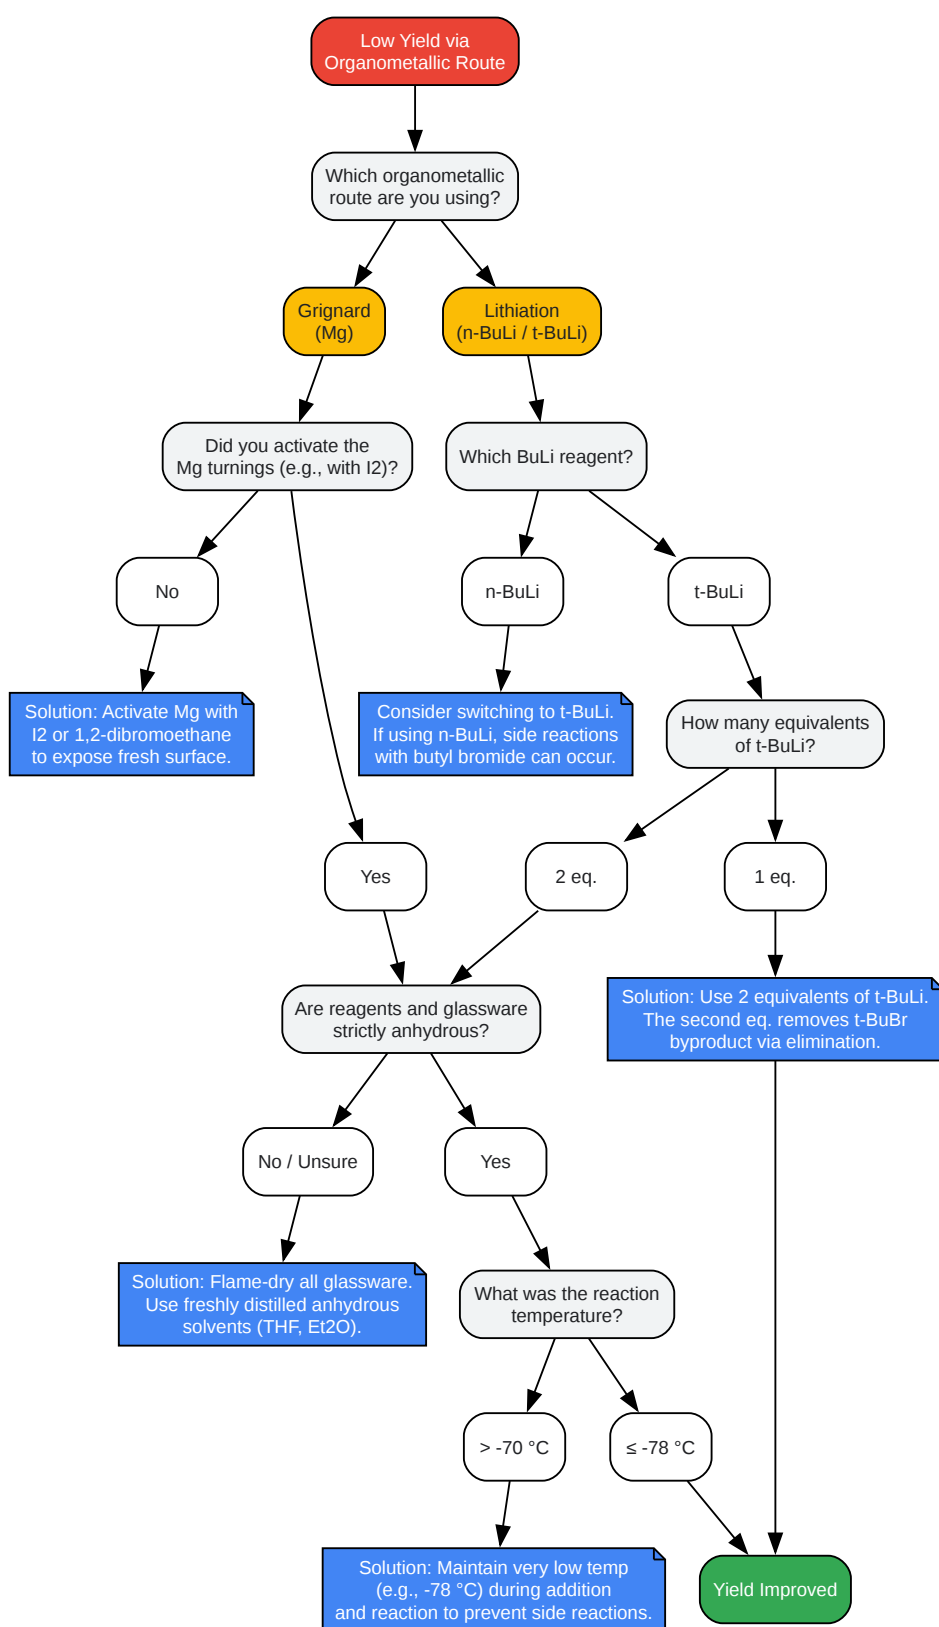 Low Yield via
Organometallic Route
Which organometallic
route are you using?
Grignard
(Mg)
Lithiation
(n-BuLi / t-BuLi)
Did you activate the
Mg turnings (e.g., with I2)?
Which BuLi reagent?
No
n-BuLi
t-BuLi
Solution: Activate Mg with
I2 or 1,2-dibromoethane
to expose fresh surface.
Consider switching to t-BuLi.
If using n-BuLi, side reactions
with butyl bromide can occur.
How many equivalents
of t-BuLi?
Yes
2 eq.
1 eq.
Are reagents and glassware
strictly anhydrous?
Solution: Use 2 equivalents of t-BuLi.
The second eq. removes t-BuBr
byproduct via elimination.
No / Unsure
Yes
Solution: Flame-dry all glassware.
Use freshly distilled anhydrous
solvents (THF, Et2O).
What was the reaction
temperature?
> -70 °C
≤ -78 °C
Solution: Maintain very low temp
(e.g., -78 °C) during addition
and reaction to prevent side reactions.
Yield Improved